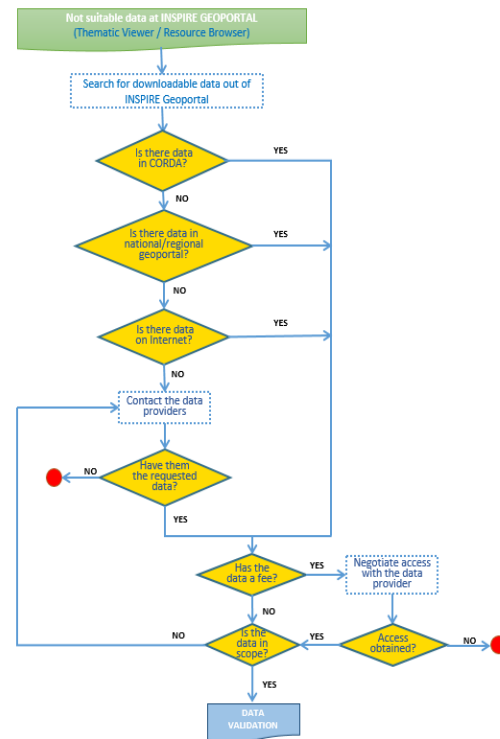 Not suitable data at INSPIRE GEOPORTAL
(Thematic Viewer / Resource Browser)
Search for downloadable data out of
INSPIRE Geoportal
Is there data
in CORDA?
YES
NO
Is there data in
national/regional
geoportal?
YES
NO
Is there data
on Internet?
YES
NO
Contact the data
providers
Have them
the requested
data?
NO
YES
Has the
data a fee?
YES
Negotiate access
with the data
provider
NO
Is the
data in
scope?
NO
YES
Access
obtained?
NO
YES
DATA
VALIDATION